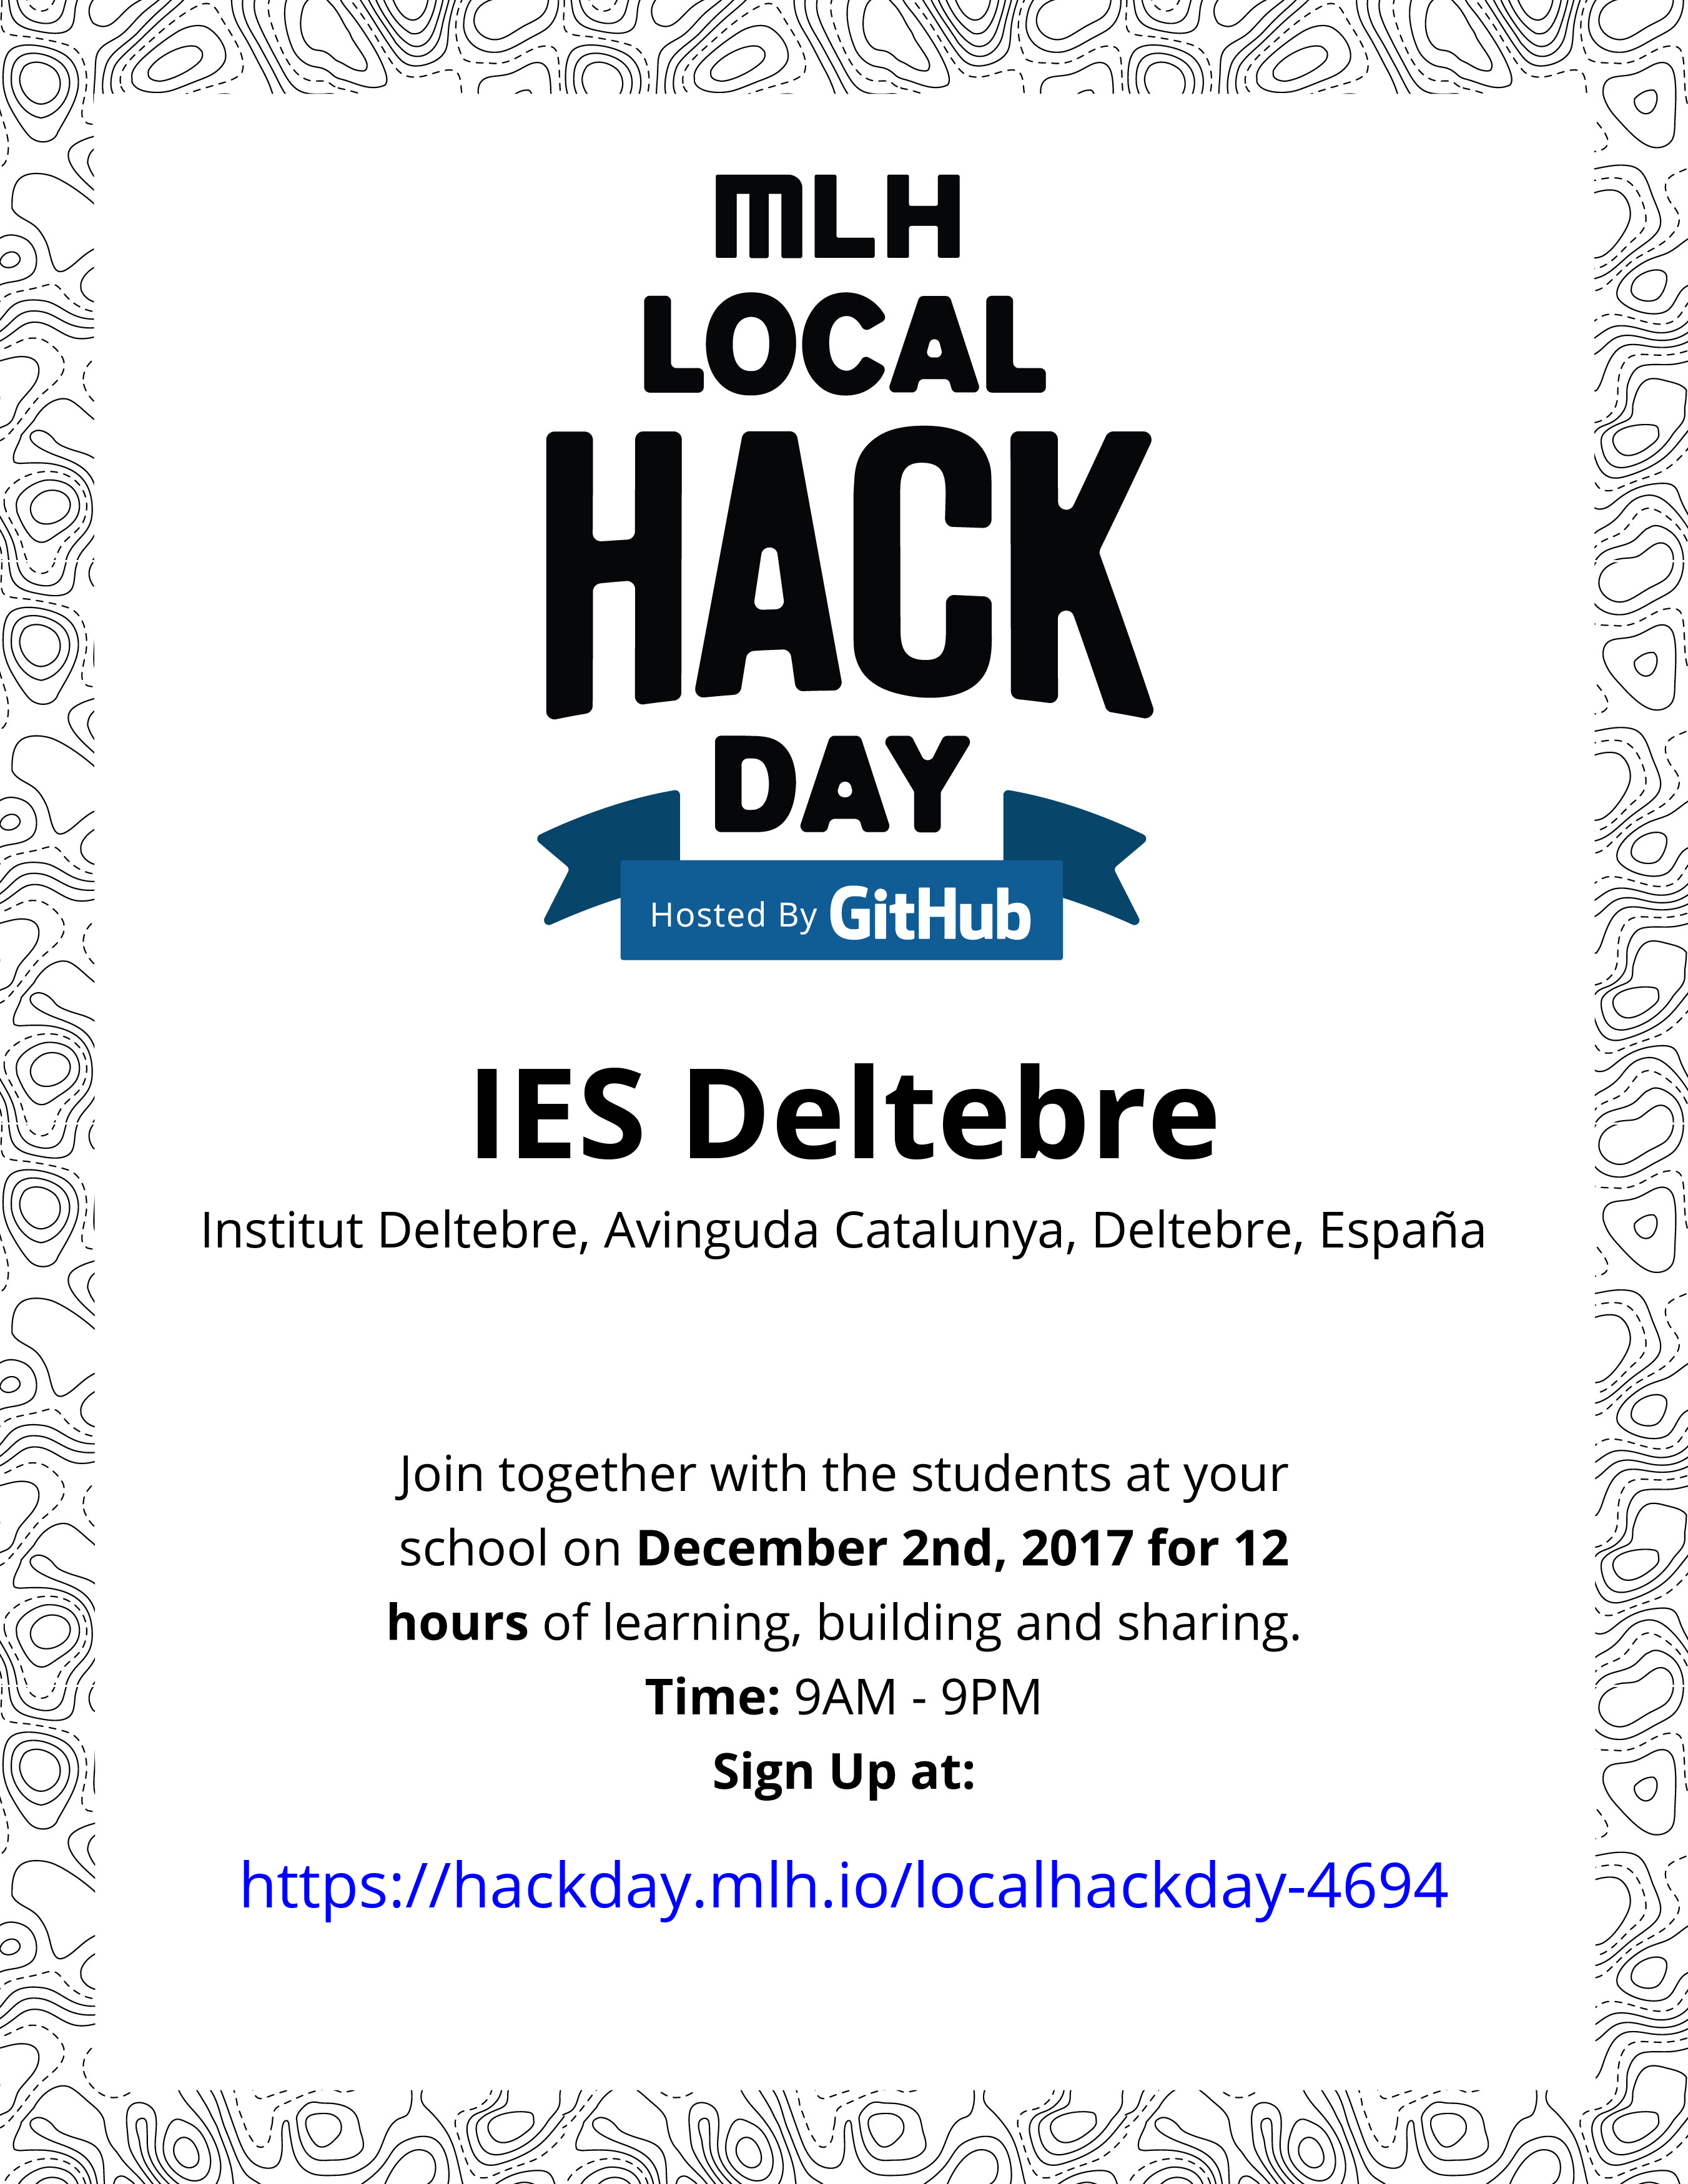 MLH
LOCAL
HACK
DAY
Hosted By GitHub
IES Deltebre
Institut Deltebre, Avinguda Catalunya, Deltebre, España
Join together with the students at your
school on December 2nd, 2017 for 12
hours of learning, building and sharing.
Time: 9AM - 9PM
Sign Up at:
https://hackday.mlh.io/localhackday-4694